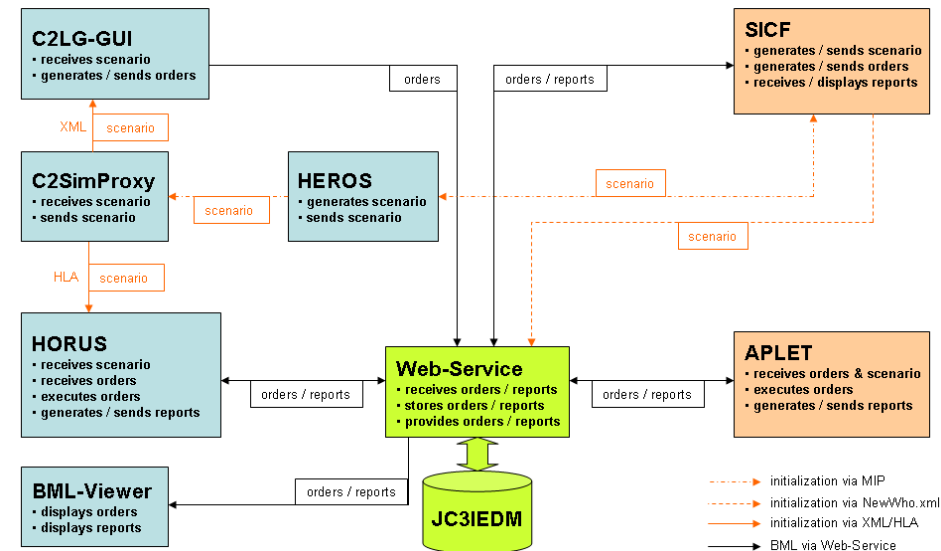 C2LG-GUI
▪ receives scenario
▪ generates / sends orders
SICF
▪ generates / sends scenario
▪ generates / sends orders
▪ receives / displays reports
orders
orders / reports
XML
scenario
C2SimProxy
▪ receives scenario
▪ sends scenario
HEROS
▪ generates scenario
▪ sends scenario
scenario
scenario
scenario
HLA
scenario
HORUS
▪ receives scenario
▪ receives orders
▪ executes orders
▪ generates / sends reports
Web-Service
▪ receives orders / reports
▪ stores orders / reports
▪ provides orders / reports
APLET
▪ receives orders & scenario
▪ executes orders
▪ generates / sends reports
orders / reports
orders / reports
BML-Viewer
▪ displays orders
▪ displays reports
orders / reports
JC3IEDM
initialization via MIP
initialization via NewWho.xml
initialization via XML/HLA
BML via Web-Service